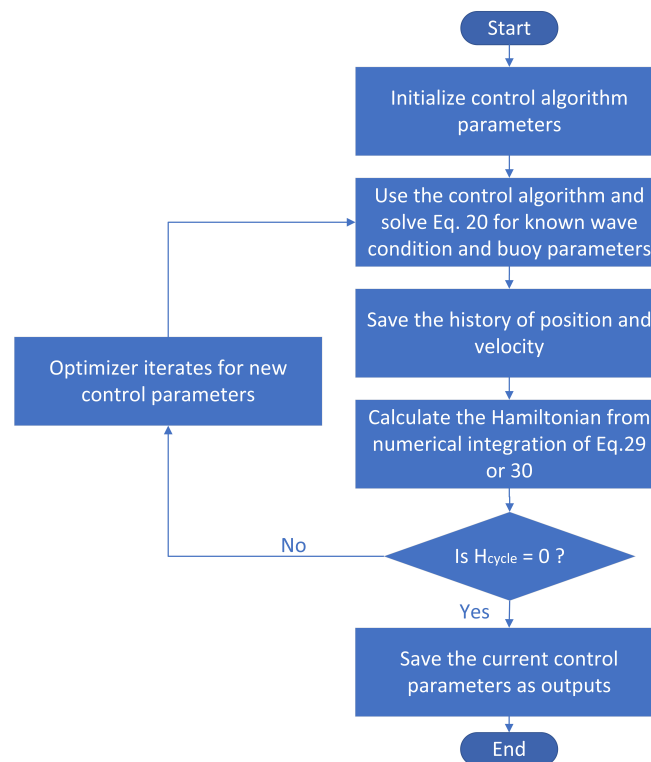 Start
Initialize control algorithm
parameters
Use the control algorithm and
solve Eq. 20 for known wave
condition and buoy parameters
Save the history of position and
velocity
Optimizer iterates for new
control parameters
Calculate the Hamiltonian from
numerical integration of Eq.29
or 30
No
Is Hcycle = 0 ?
Yes
Save the current control
parameters as outputs
End